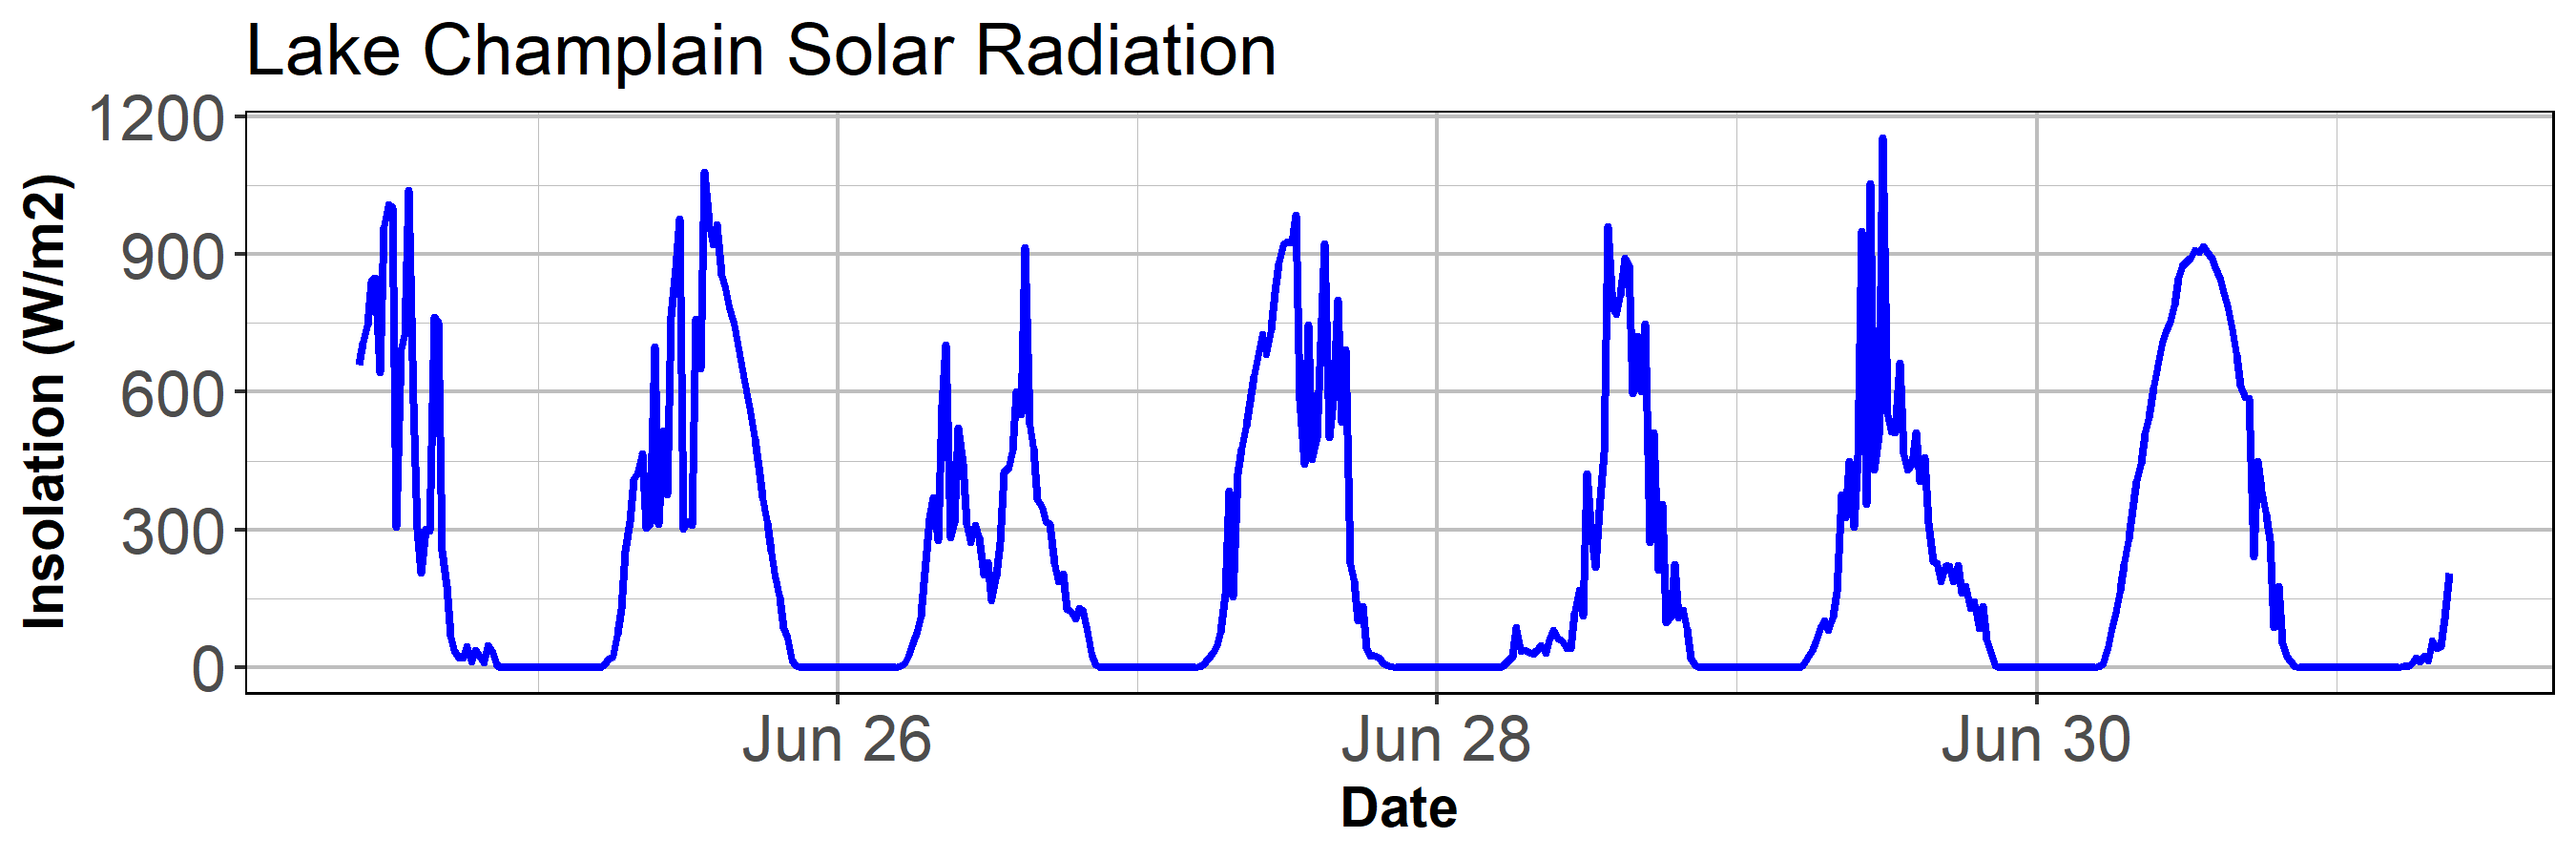 Lake Champlain Solar Radiation
1200
900
600
300
0
Insolation (W/m2)
Jun 26 Jun 28 Jun 30
Date